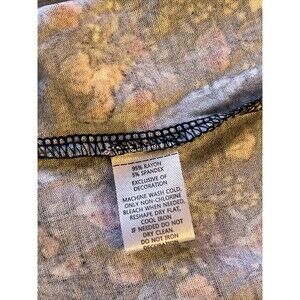 95% RAYON
5% SPANDEX
EXCLUSIVE OF
DECORATION
MACHINE WASH COLD,
ONLY NON-CHLORINE
BLEACH WHEN NEEDED,
RESHAPE DRY FLAT,
COOL IRON
IF NEEDED DO NOT
DRY CLEAN.
DO NOT IRON